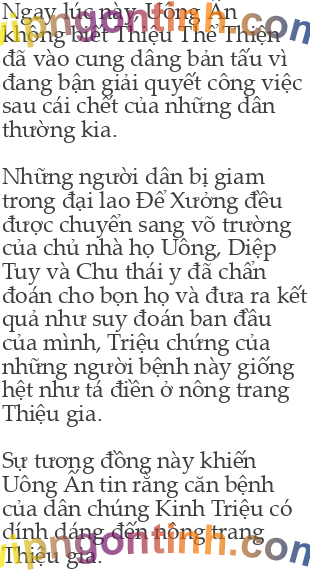 Ngay lúc này, Uông Ấn
không biết Thiệu Thế Thiện
đã vào cung dâng bản tấu vì
đang bận giải quyết công việc
sau cái chết của những dân
thường kia.
Những người dân bị giam
trong đại lao Để Xưởng đều
được chuyển sang võ trường
của chủ nhà họ Uông, Diệp
Tuy và Chu thái y đã chẩn
đoán cho bọn họ và đưa ra kết
quả như suy đoán ban đầu
của mình, Triệu chứng của
những người bệnh này giống
hệt như tá điền ở nông trang
Thiệu gia.
Sự tương đồng này khiến
Uông Ấn tin rằng căn bệnh
của dân chúng Kinh Triệu có
dính dáng đến nông trang
Thiệu gia.
vipngontinh.com
vipngontinh.com